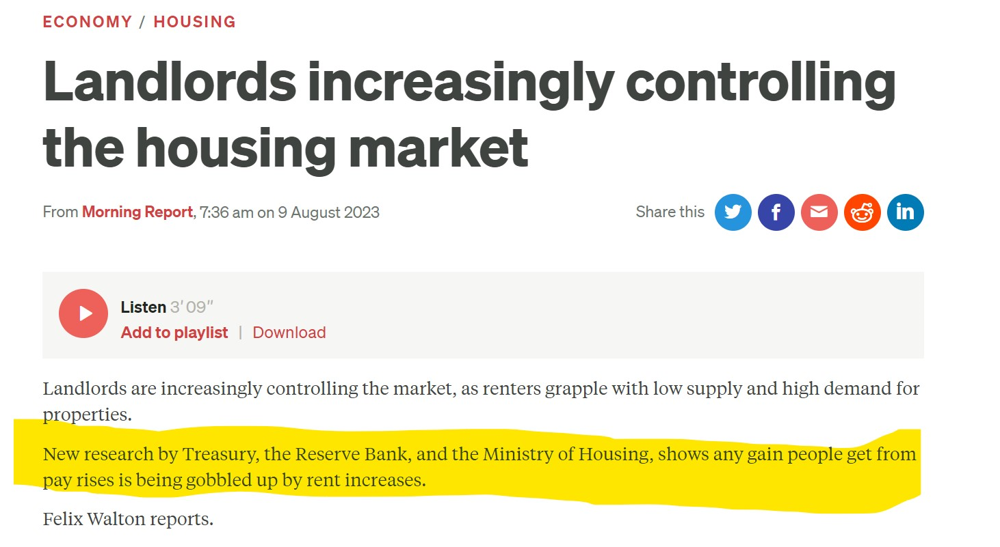 ECONOMY / HOUSING
Landlords increasingly controlling
the housing market
From Morning Report, 7:36 am on 9 August 2023
Share this
f
in
Listen 3′09″
Add to playlist | Download
Landlords are increasingly controlling the market, as renters grapple with low supply and high demand for
properties.
New research by Treasury, the Reserve Bank, and the Ministry of Housing, shows any gain people get from
pay rises is being gobbled up by rent increases.
Felix Walton reports.